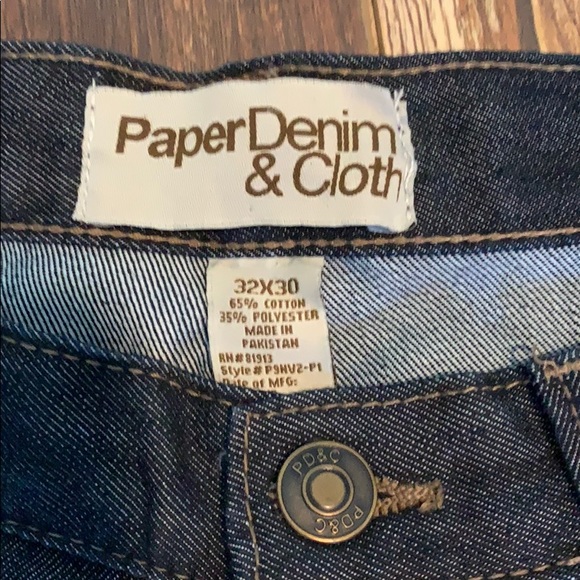 PaperDenim
& Cloth
32X30
65% COTTON
35% POLYESTER
MADE IN
PAKISTAN
RN#81913
Style # P9NV2-P1
Date of MFG:
PD&C
PD&C